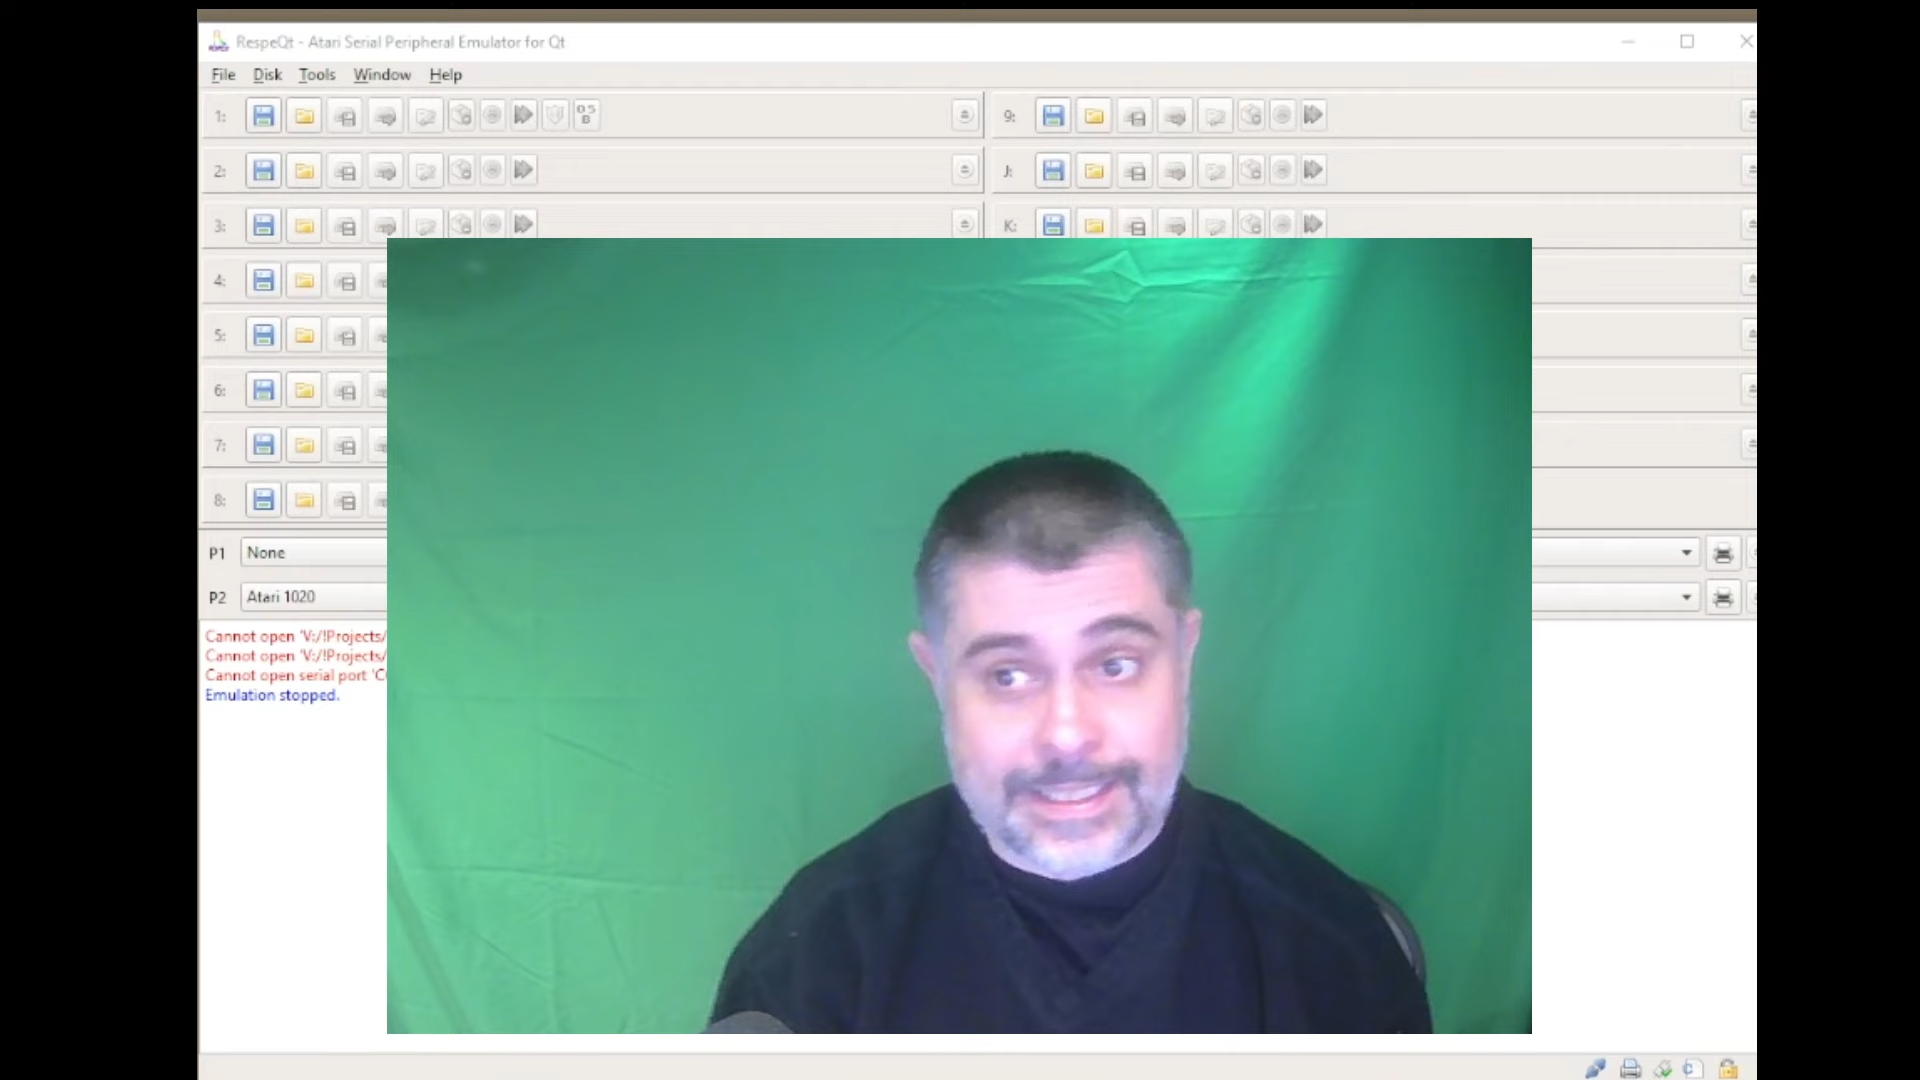 RespeQt - Atari Serial Peripheral Emulator for Qt
File Disk Tools Window Help
1: 0 5 B
9:
2:
J:
3:
K:
4:
5:
6:
7:
8:
P1 None
P2 Atari 1020
Cannot open 'V:/!Projects/
Cannot open 'V:/!Projects/
Cannot open serial port 'C
Emulation stopped.